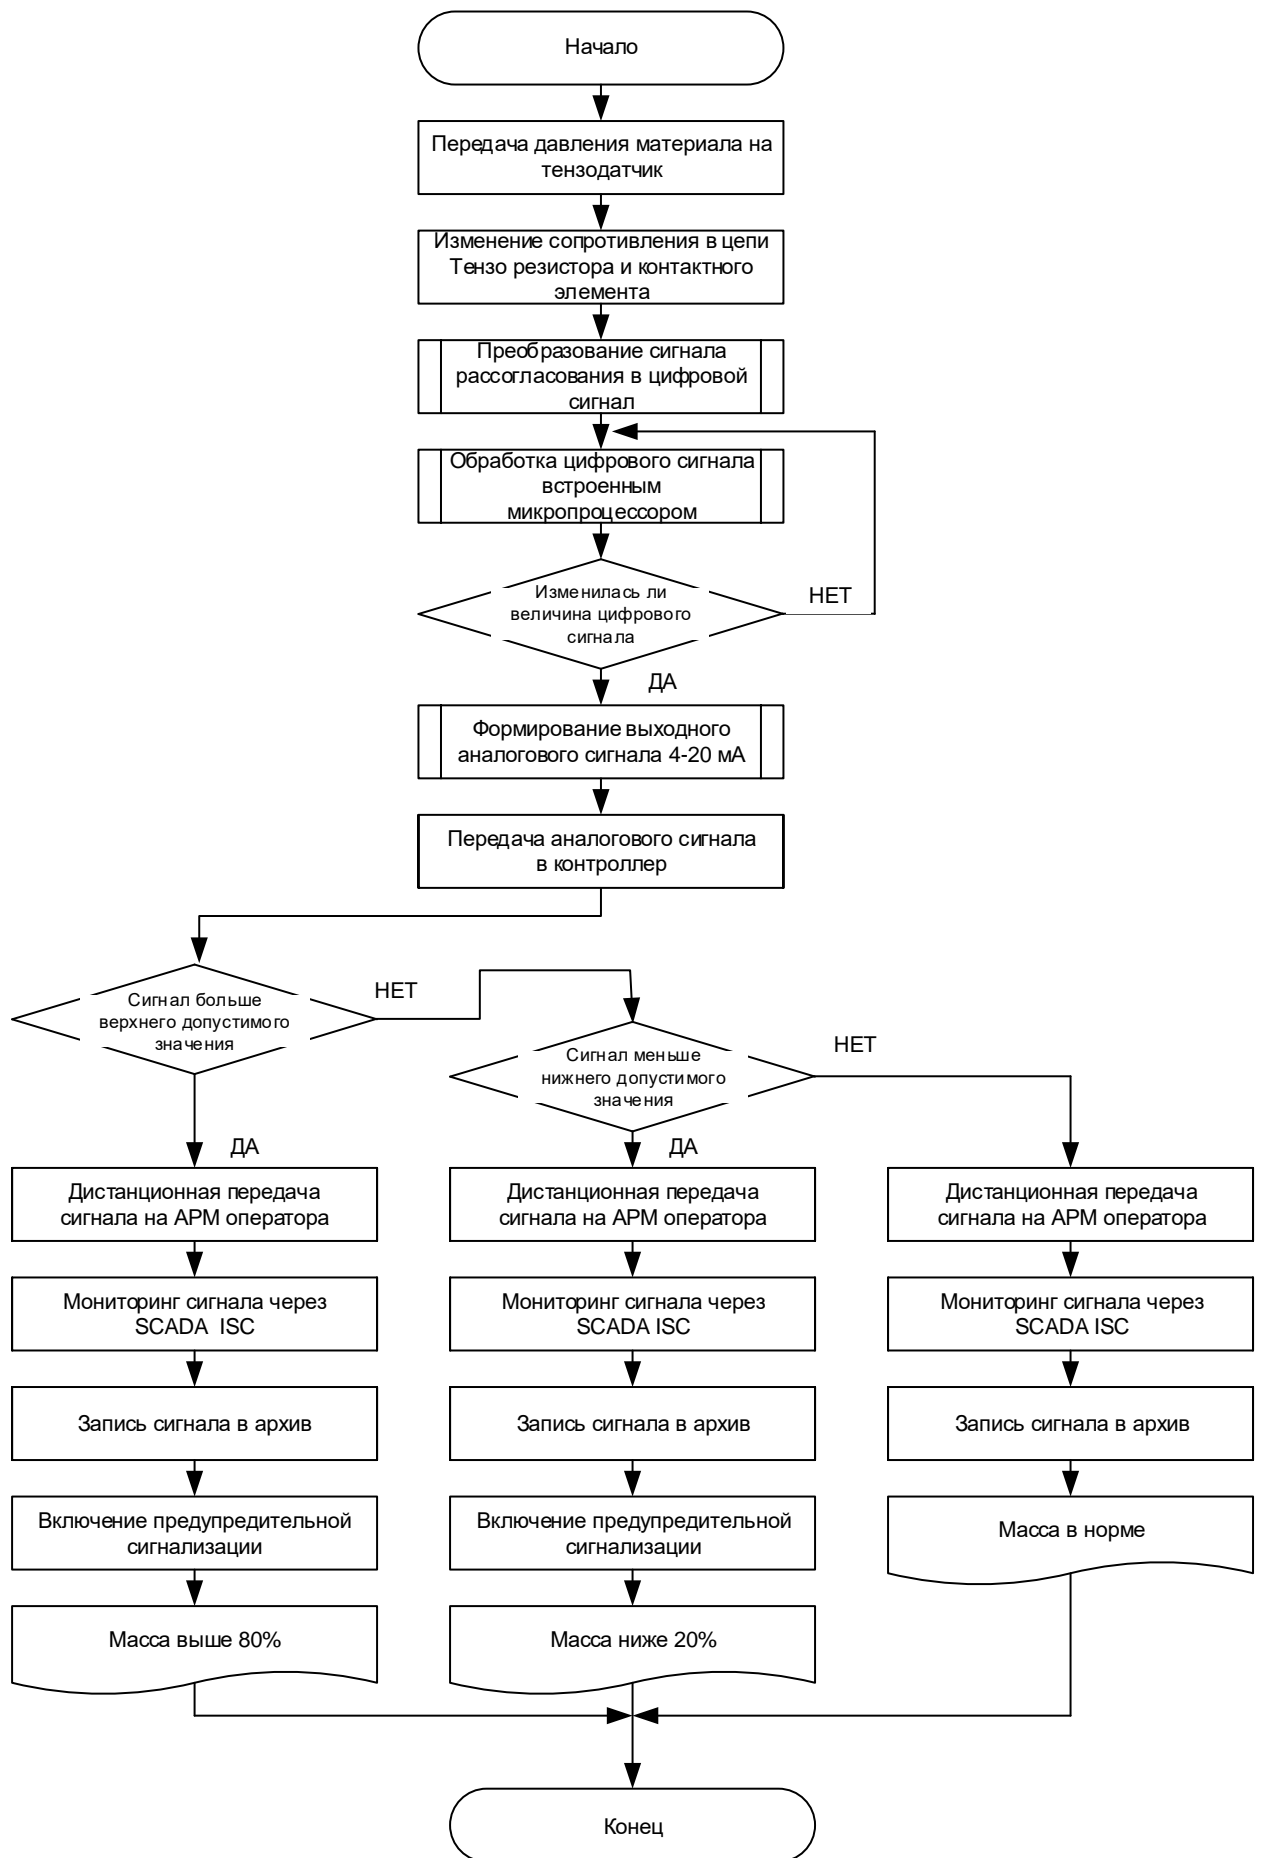 Начало
Передача давления материала на
тензодатчик
Изменение сопротивления в цепи
Тензо резистора и контактного
элемента
Преобразование сигнала
рассогласования в цифровой
сигнал
Обработка цифрового сигнала
встроенным
микропроцессором
Изменилась ли
величина цифрового
сигнала
НЕТ
ДА
Формирование выходного
аналогового сигнала 4-20 мА
Передача аналогового сигнала
в контроллер
Сигнал больше
верхнего допустимого
значения
НЕТ
ДА
Сигнал меньше
нижнего допустимого
значения
НЕТ
ДА
Дистанционная передача
сигнала на АРМ оператора
Мониторинг сигнала через
SCADA  ISC
Запись сигнала в архив
Включение предупредительной
сигнализации
Масса выше 80%
Дистанционная передача
сигнала на АРМ оператора
Мониторинг сигнала через
SCADA ISC
Запись сигнала в архив
Включение предупредительной
сигнализации
Масса ниже 20%
Дистанционная передача
сигнала на АРМ оператора
Мониторинг сигнала через
SCADA ISC
Запись сигнала в архив
Масса в норме
Конец